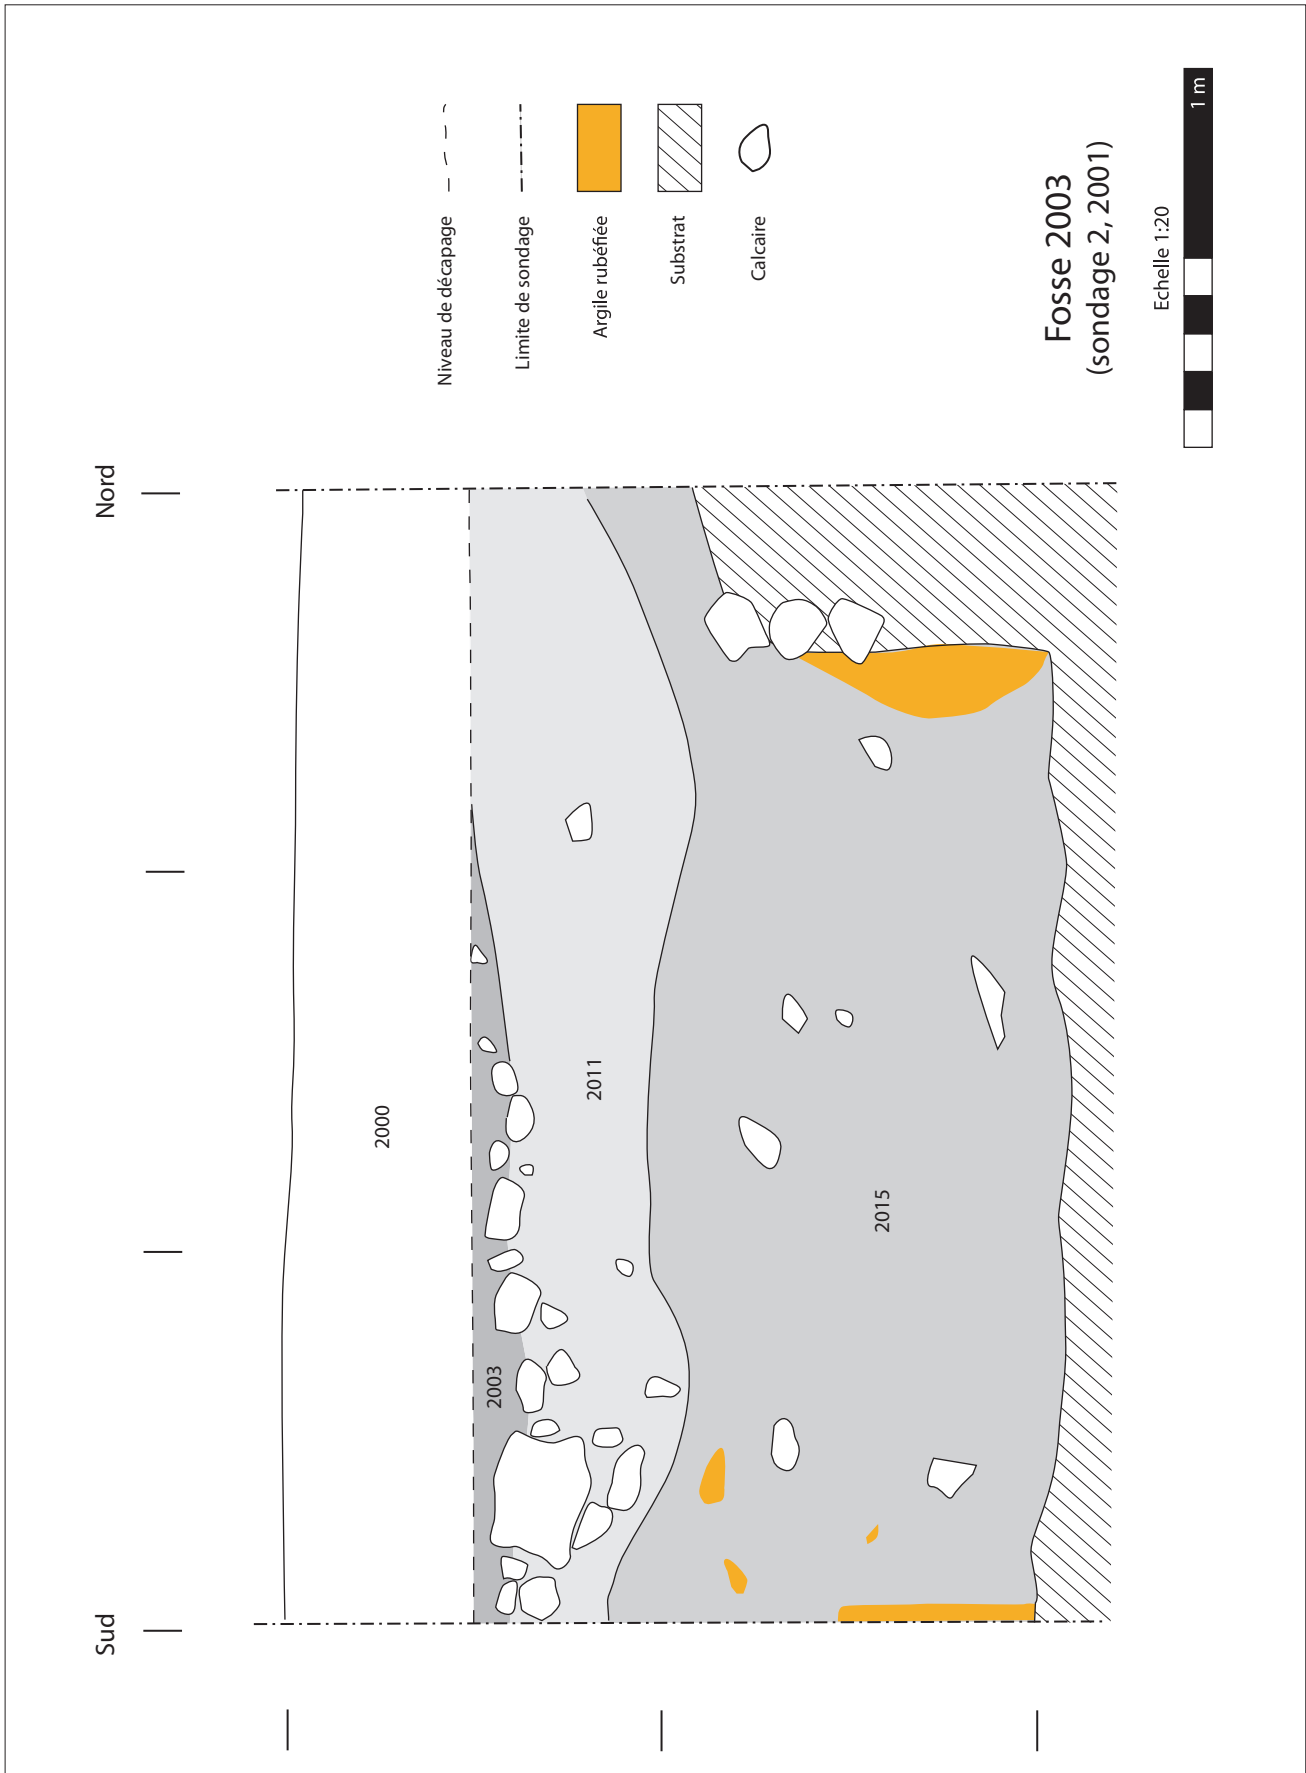 Sud
Nord
2000
2003
2011
2015
Niveau de décapage
Limite de sondage
Argile rubéfiée
Substrat
Calcaire
Fosse 2003
(sondage 2, 2001)
Echelle 1:20
1 m